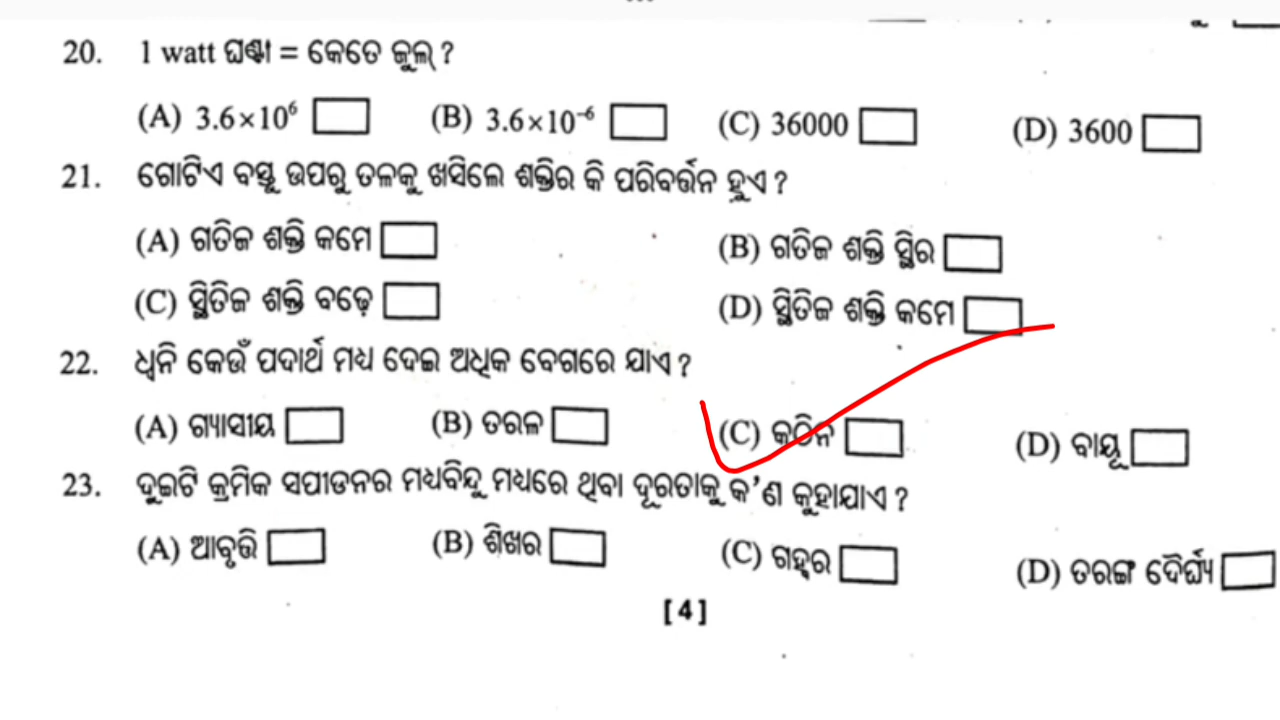 20. 1 watt ଘଣ୍ଟା = କେତେ ଜୁଲ୍ ?
(A) 3.6×10⁶ (B) 3.6×10⁻⁶ (C) 36000 (D) 3600
21. ଗୋଟିଏ ବସ୍ତୁ ଉପରୁ ତଳକୁ ଖସିଲେ ଶକ୍ତିର କି ପରିବର୍ତ୍ତନ ହୁଏ ?
(A) ଗତିଜ ଶକ୍ତି କମେ (B) ଗତିଜ ଶକ୍ତି ସ୍ଥିର
(C) ସ୍ଥିତିଜ ଶକ୍ତି ବଢ଼େ (D) ସ୍ଥିତିଜ ଶକ୍ତି କମେ
22. ଧ୍ୱନି କେଉଁ ପଦାର୍ଥ ମଧ୍ୟ ଦେଇ ଅଧିକ ବେଗରେ ଯାଏ ?
(A) ଗ୍ୟାସୀୟ (B) ତରଳ (C) କଠିନ (D) ବାୟୁ
23. ଦୁଇଟି କ୍ରମିକ ସପୀଡନର ମଧ୍ୟବିନ୍ଦୁ ମଧ୍ୟରେ ଥିବା ଦୂରତାକୁ କ'ଣ କୁହାଯାଏ ?
(A) ଆବୃତ୍ତି (B) ଶିଖର (C) ଗହ୍ୱର (D) ତରଙ୍ଗ ଦୈର୍ଘ୍ୟ
[4]